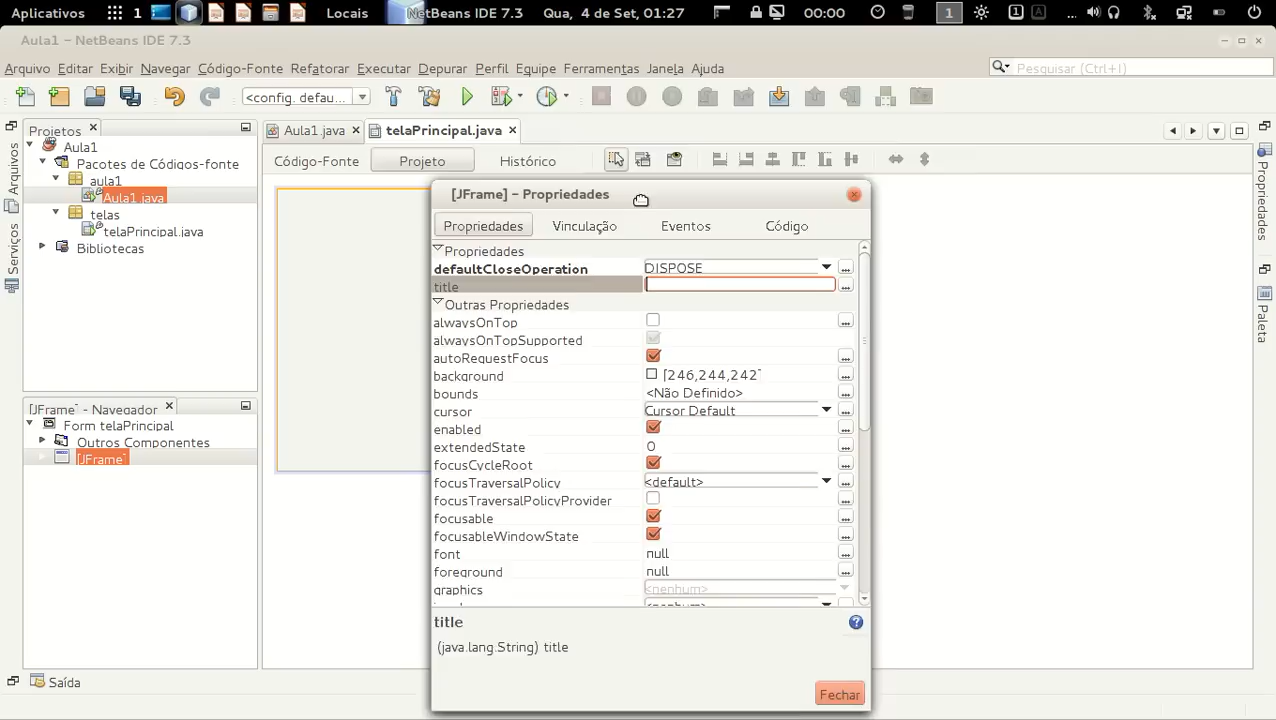 Aplicativos 1 Locais NetBeans IDE 7.3 Qua, 4 de Set, 01:27 00:00 1 1 A ...
Aula1 – NetBeans IDE 7.3
Arquivo Editar Exibir Navegar Código-Fonte Refatorar Executar Depurar Perfil Equipe Ferramentas Janela Ajuda
Pesquisar (Ctrl+I)
<config. defau...
Projetos
Aula1.java
telaPrincipal.java
Aula1
Pacotes de Códigos-fonte
aula1
Aula1.java
telas
telaPrincipal.java
Bibliotecas
Arquivos
Serviços
Código-Fonte Projeto Histórico
[JFrame] – Propriedades
Propriedades Vinculação Eventos Código
Propriedades
defaultCloseOperation DISPOSE ...
title ...
Outras Propriedades
alwaysOnTop ...
alwaysOnTopSupported
autoRequestFocus ...
background [246,244,242] ...
bounds <Não Definido> ...
cursor Cursor Default ...
enabled ...
extendedState 0 ...
focusCycleRoot ...
focusTraversalPolicy <default> ...
focusTraversalPolicyProvider ...
focusable ...
focusableWindowState ...
font null ...
foreground null ...
graphics <nenhum>
<nenhum>
title
(java.lang.String) title
Fechar
[JFrame] – Navegador
Form telaPrincipal
Outros Componentes
[JFrame]
Saída
Propriedades
Paleta